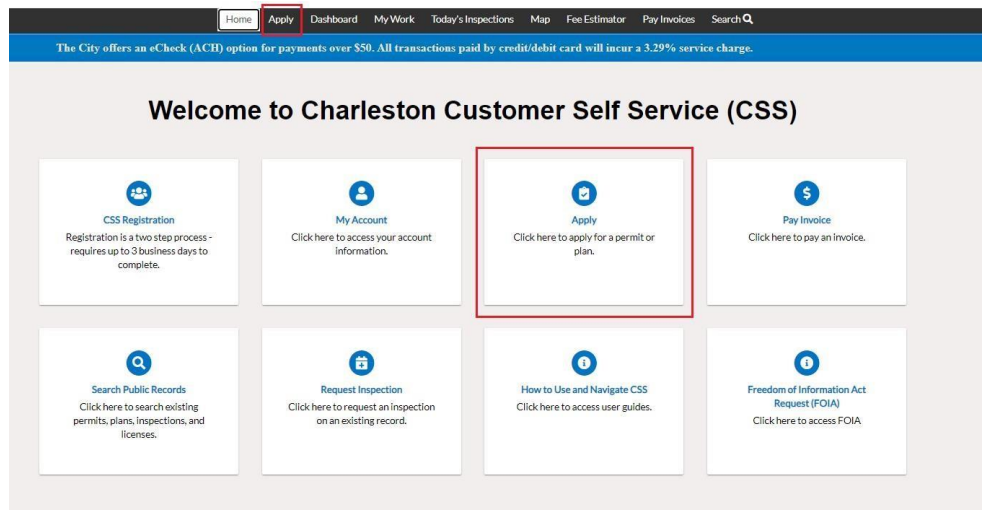 Home Apply Dashboard My Work Today's Inspections Map Fee Estimator Pay Invoices Search
The City offers an eCheck (ACH) option for payments over $50. All transactions paid by credit/debit card will incur a 3.29% service charge.
Welcome to Charleston Customer Self Service (CSS)
CSS Registration
Registration is a two step process -
requires up to 3 business days to
complete.
My Account
Click here to access your account
information.
Apply
Click here to apply for a permit or
plan.
Pay Invoice
Click here to pay an invoice.
Search Public Records
Click here to search existing
permits, plans, inspections, and
licenses.
Request Inspection
Click here to request an inspection
on an existing record.
How to Use and Navigate CSS
Click here to access user guides.
Freedom of Information Act
Request (FOIA)
Click here to access FOIA